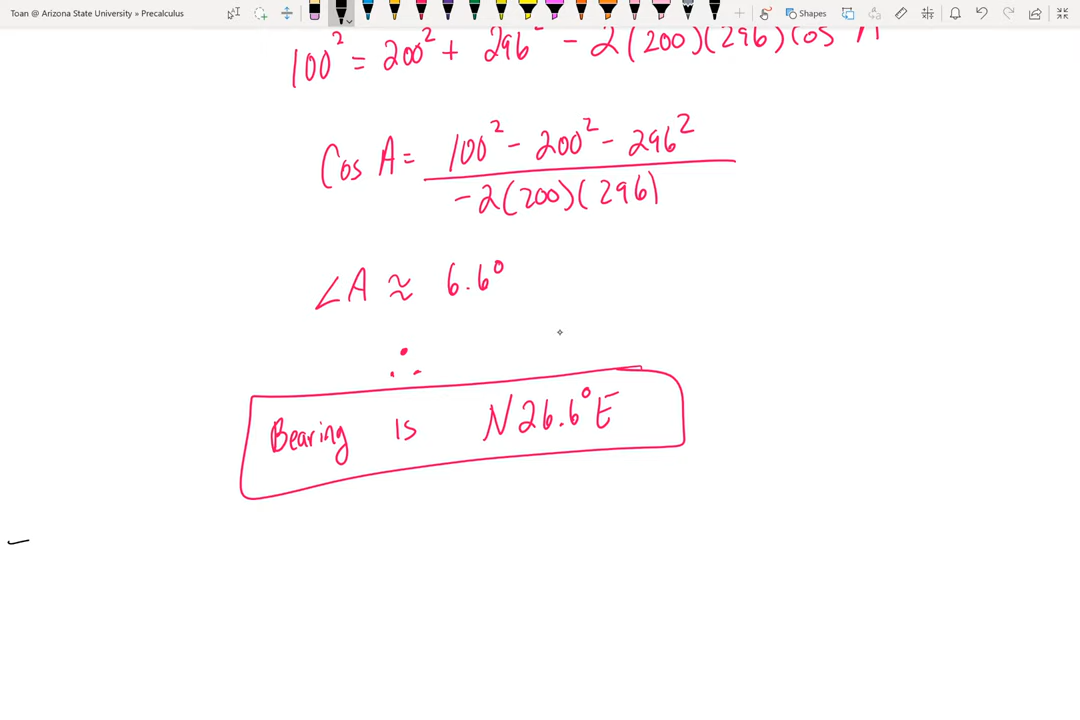 Toan @ Arizona State University » Precalculus
Shapes
100² = 200² + 296² - 2(200)(296) Cos A
Cos A = 100² - 200² - 296²
-2(200)(296)
∠A ≈ 6.6°
∴
Bearing is N26.6°E